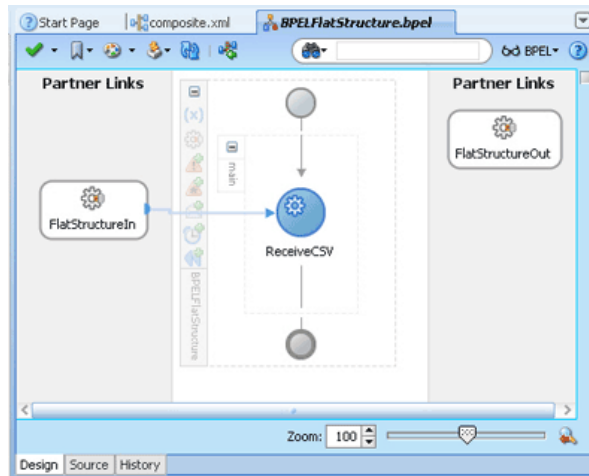 Start Page
composite.xml
BPELFlatStructure.bpel
BPEL
Partner Links
Partner Links
(x)
main
FlatStructureOut
FlatStructureIn
ReceiveCSV
BPELFlatStructure
Zoom: 100
Design Source History